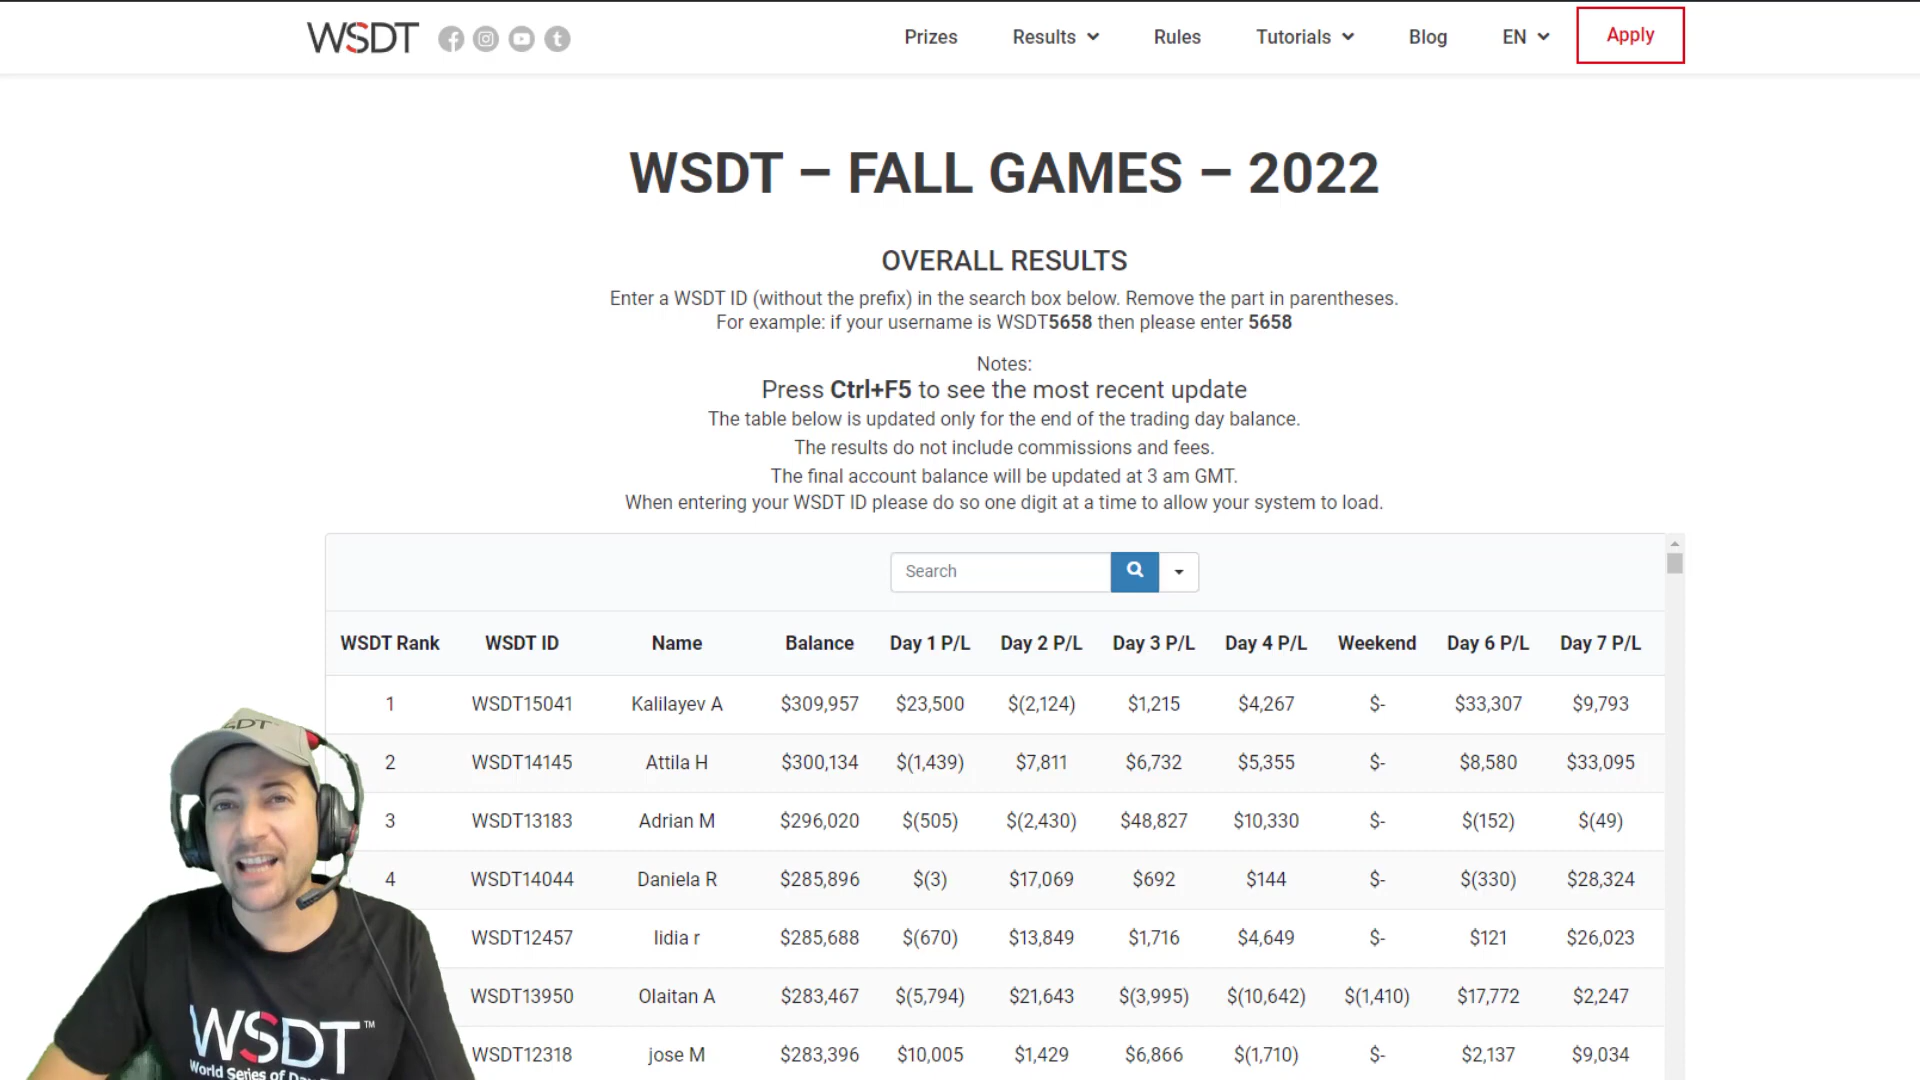 WSDT
Prizes Results Rules Tutorials Blog EN Apply
WSDT – FALL GAMES – 2022
OVERALL RESULTS
Enter a WSDT ID (without the prefix) in the search box below. Remove the part in parentheses.
For example: if your username is WSDT5658 then please enter 5658
Notes:
Press Ctrl+F5 to see the most recent update
The table below is updated only for the end of the trading day balance.
The results do not include commissions and fees.
The final account balance will be updated at 3 am GMT.
When entering your WSDT ID please do so one digit at a time to allow your system to load.
Search
WSDT Rank WSDT ID Name Balance Day 1 P/L Day 2 P/L Day 3 P/L Day 4 P/L Weekend Day 6 P/L Day 7 P/L
1 WSDT15041 Kalilayev A $309,957 $23,500 $(2,124) $1,215 $4,267 $- $33,307 $9,793
2 WSDT14145 Attila H $300,134 $(1,439) $7,811 $6,732 $5,355 $- $8,580 $33,095
3 WSDT13183 Adrian M $296,020 $(505) $(2,430) $48,827 $10,330 $- $(152) $(49)
4 WSDT14044 Daniela R $285,896 $(3) $17,069 $692 $144 $- $(330) $28,324
WSDT12457 lidia r $285,688 $(670) $13,849 $1,716 $4,649 $- $121 $26,023
WSDT13950 Olaitan A $283,467 $(5,794) $21,643 $(3,995) $(10,642) $(1,410) $17,772 $2,247
WSDT12318 jose M $283,396 $10,005 $1,429 $6,866 $(1,710) $- $2,137 $9,034
WSDT™
World Series of